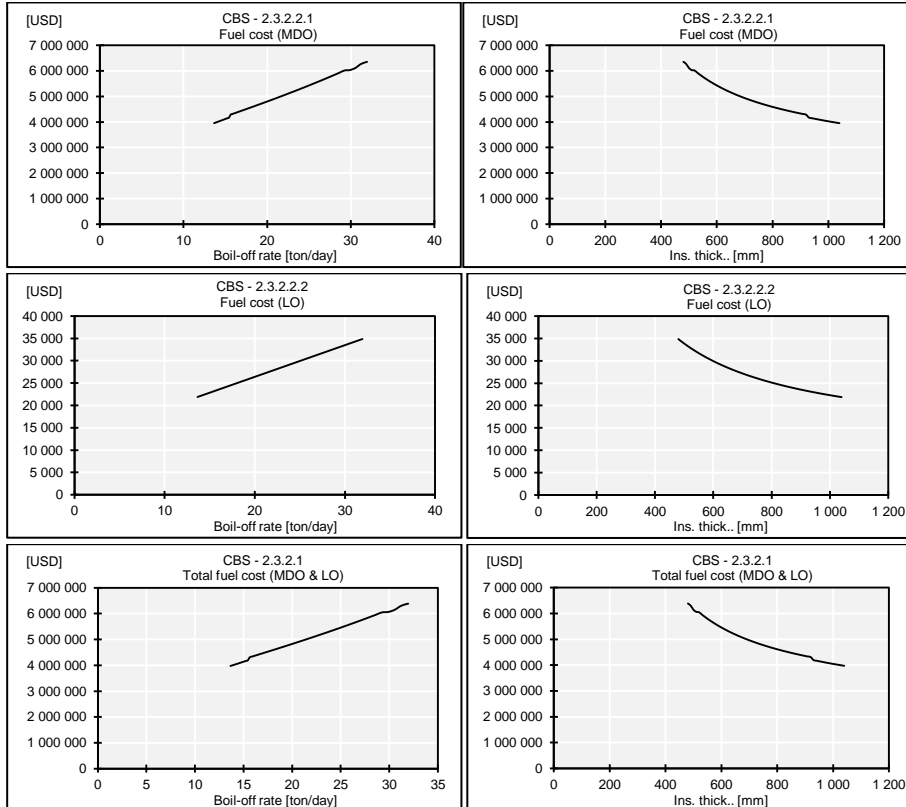 [USD]
CBS - 2.3.2.2.1
Fuel cost (MDO)
7 000 000
6 000 000
5 000 000
4 000 000
3 000 000
2 000 000
1 000 000
0
0 10 20 30 40
Boil-off rate [ton/day]
[USD]
CBS - 2.3.2.2.1
Fuel cost (MDO)
7 000 000
6 000 000
5 000 000
4 000 000
3 000 000
2 000 000
1 000 000
0
0 200 400 600 800 1 000 1 200
Ins. thick.. [mm]
[USD]
CBS - 2.3.2.2.2
Fuel cost (LO)
40 000
35 000
30 000
25 000
20 000
15 000
10 000
5 000
0
0 10 20 30 40
Boil-off rate [ton/day]
[USD]
CBS - 2.3.2.2.2
Fuel cost (LO)
40 000
35 000
30 000
25 000
20 000
15 000
10 000
5 000
0
0 200 400 600 800 1 000 1 200
Ins. thick.. [mm]
[USD]
CBS - 2.3.2.1
Total fuel cost (MDO & LO)
7 000 000
6 000 000
5 000 000
4 000 000
3 000 000
2 000 000
1 000 000
0
0 5 10 15 20 25 30 35
Boil-off rate [ton/day]
[USD]
CBS - 2.3.2.1
Total fuel cost (MDO & LO)
7 000 000
6 000 000
5 000 000
4 000 000
3 000 000
2 000 000
1 000 000
0
0 200 400 600 800 1 000 1 200
Ins. thick.. [mm]